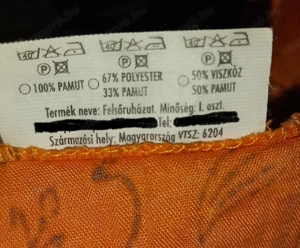 40 40 40
P P P
100% PAMUT 67% POLYESTER 50% VISZKÓZ
33% PAMUT 50% PAMUT
Termék neve: Felsőruházat. Minőség: I. oszt.
Tel:
Származási hely: Magyarország VTSZ: 6204